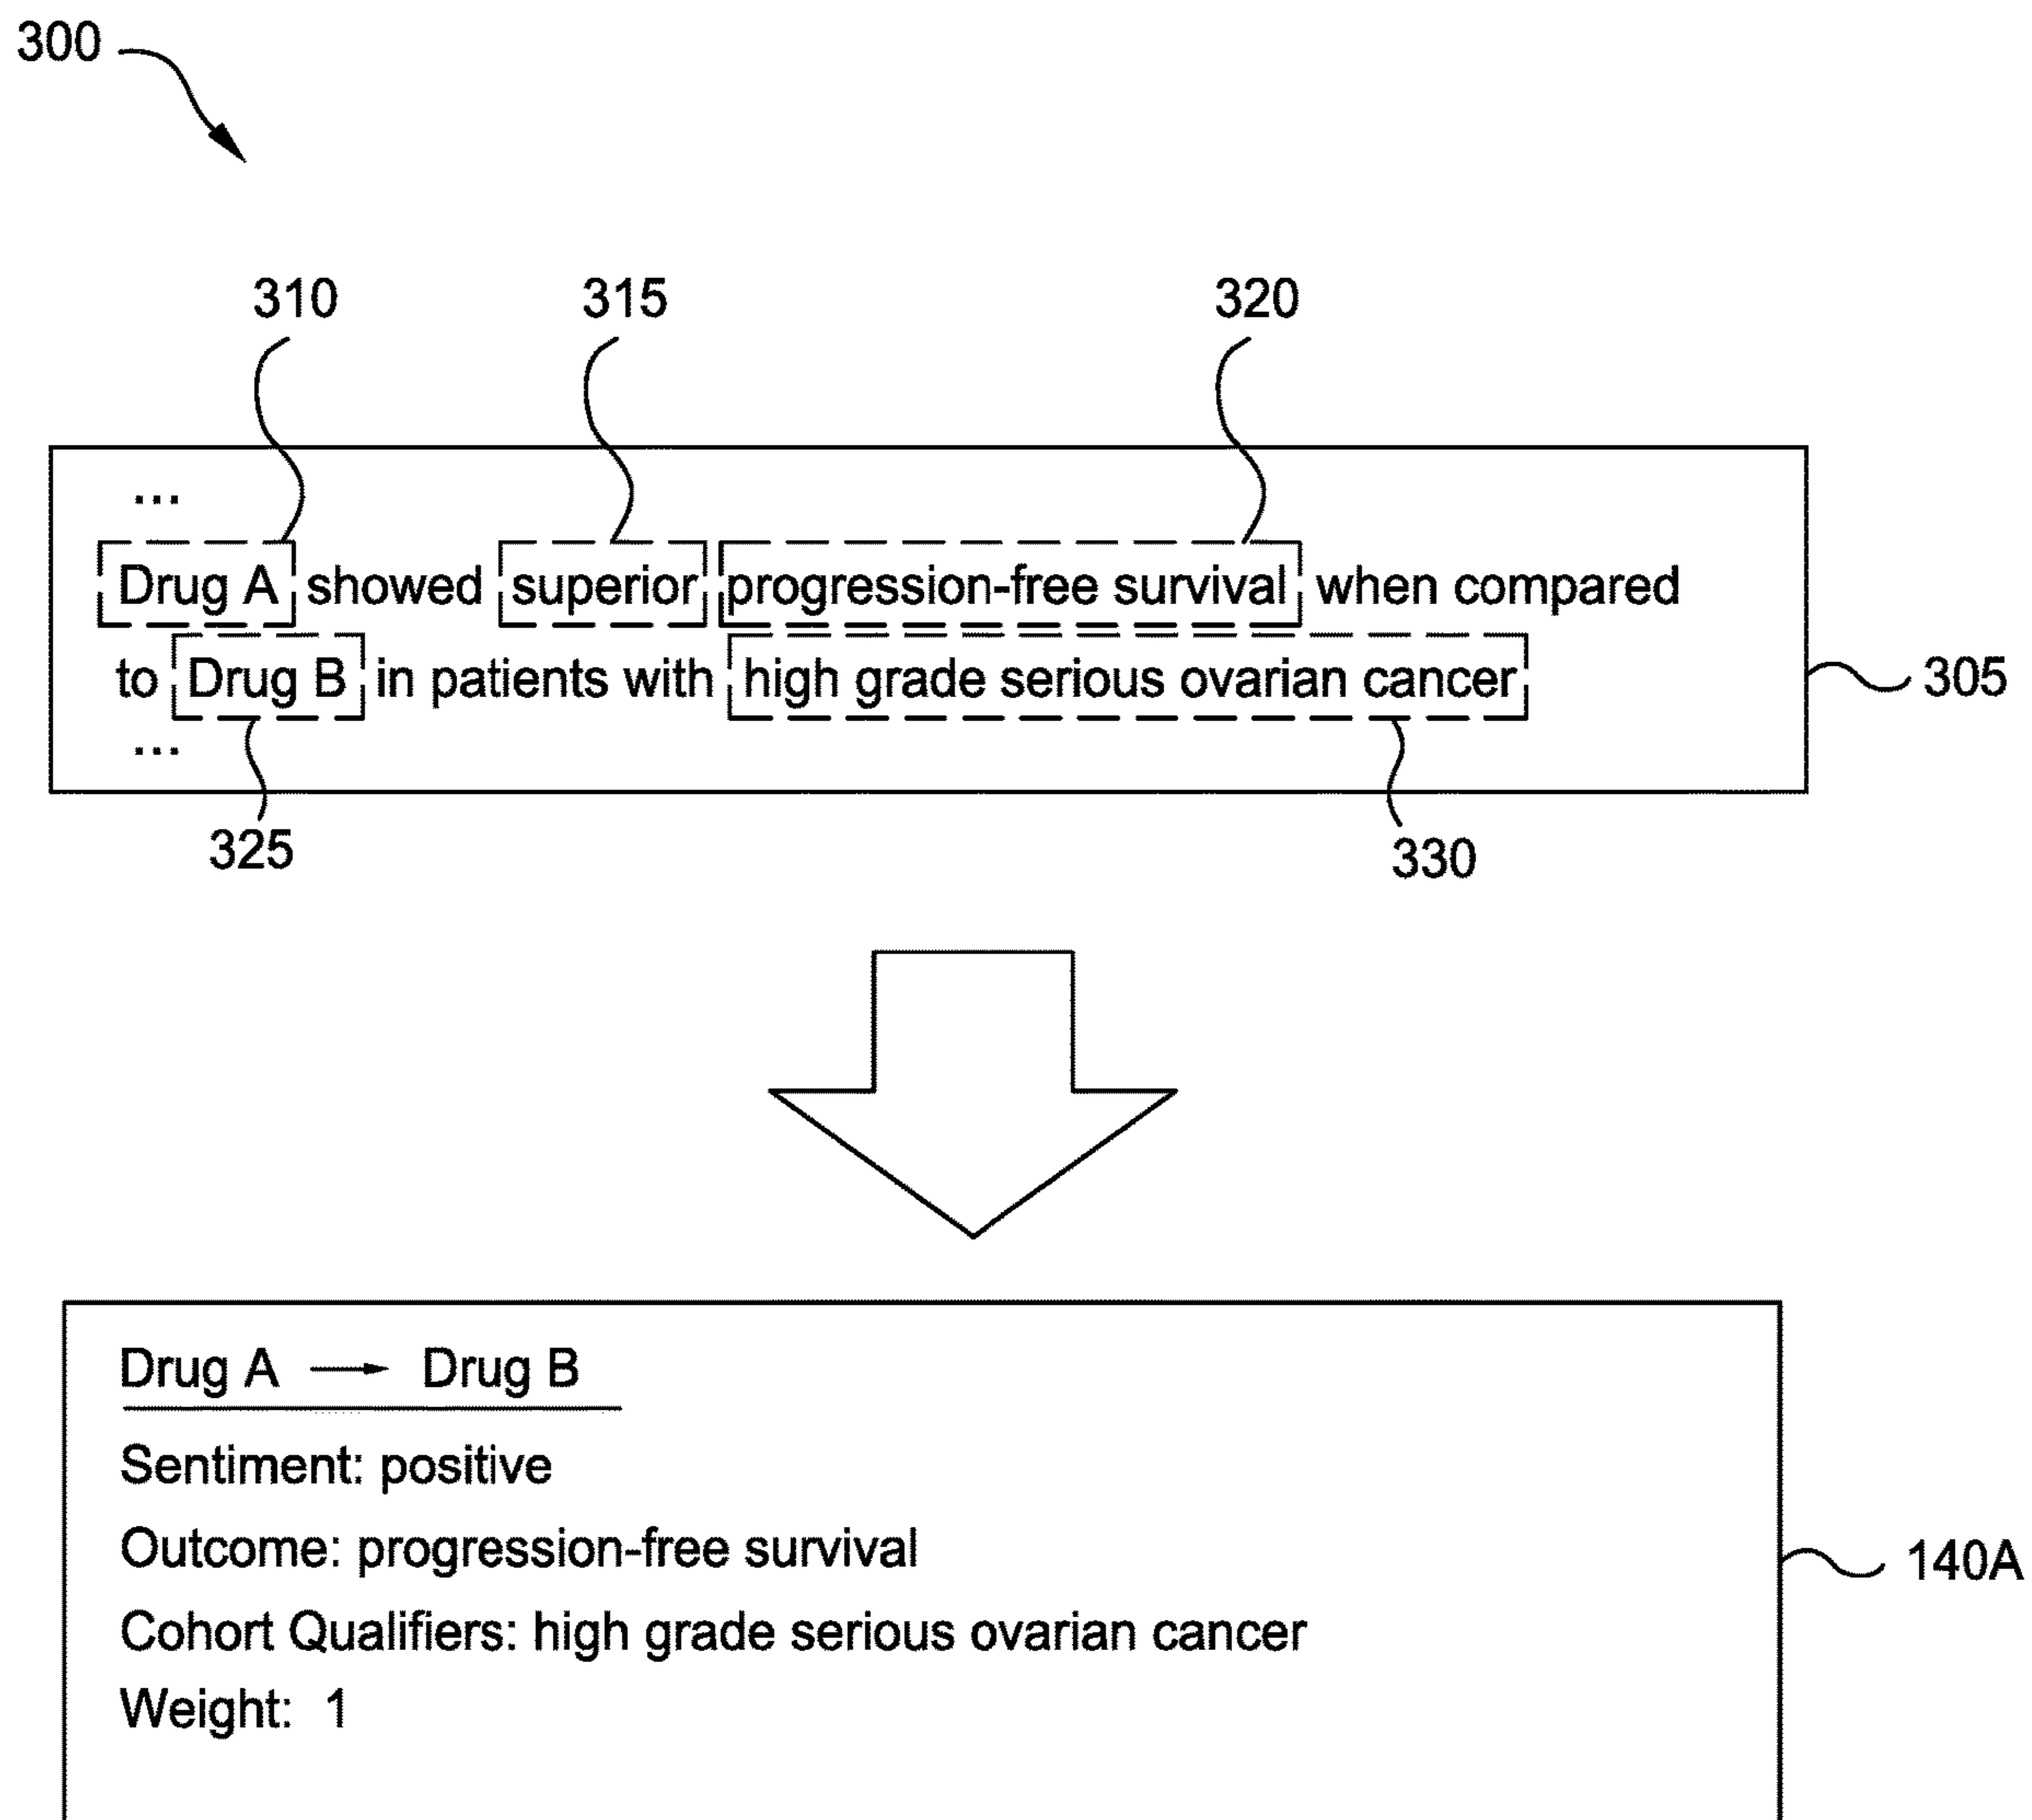 300
310 315 320
...
Drug A showed superior progression-free survival when compared
to Drug B in patients with high grade serious ovarian cancer
305
...
325 330
Drug A → Drug B
Sentiment: positive
Outcome: progression-free survival
140A
Cohort Qualifiers: high grade serious ovarian cancer
Weight: 1